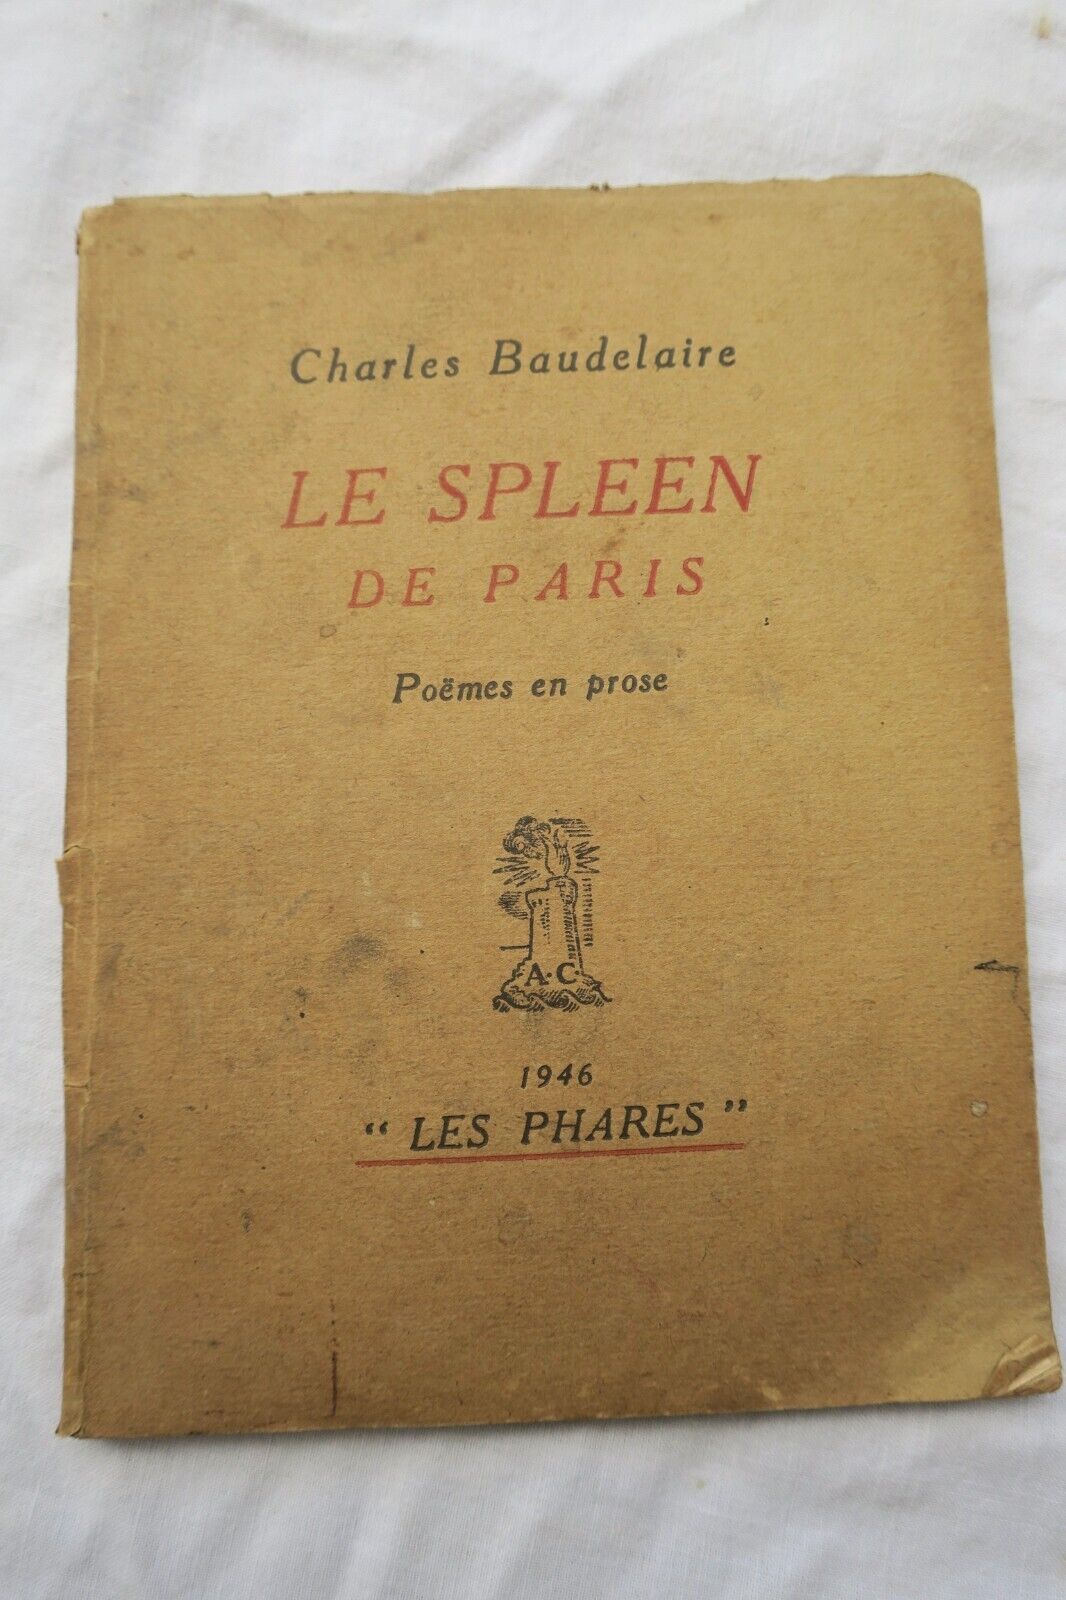 Charles Baudelaire
LE SPLEEN
DE PARIS
Poëmes en prose
A·C·
1946
“ LES PHARES ”